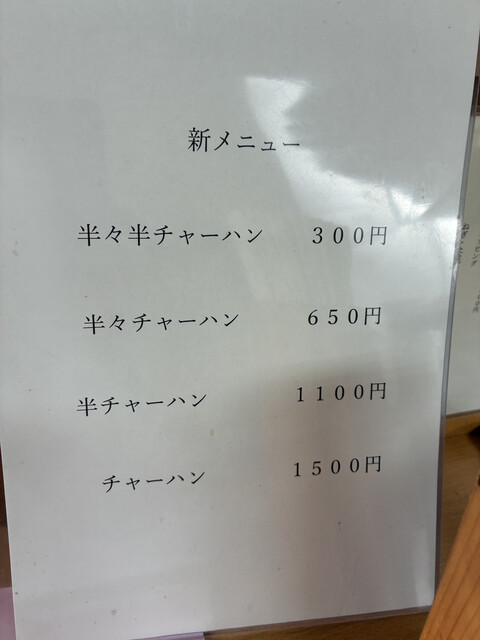 新メニュー
半々半チャーハン　３００円
半々チャーハン　６５０円
半チャーハン　１１００円
チャーハン　１５００円